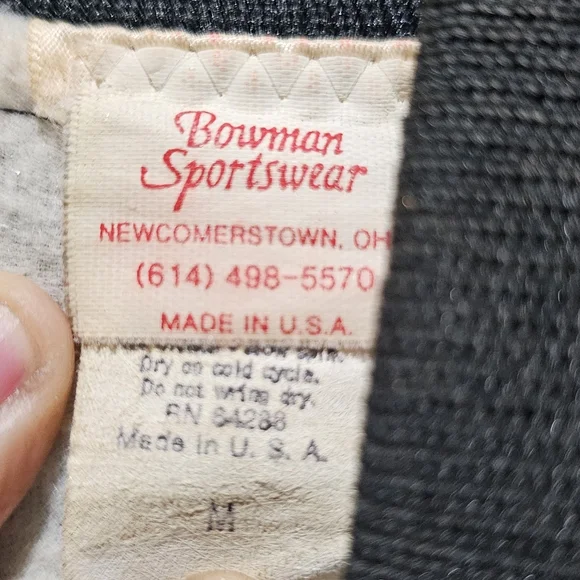 Bowman
Sportswear
NEWCOMERSTOWN, OH
(614) 498-5570
MADE IN U.S.A.
Dry on cold cycle.
Do not wring dry.
RN 64286
Made in U. S. A.
M